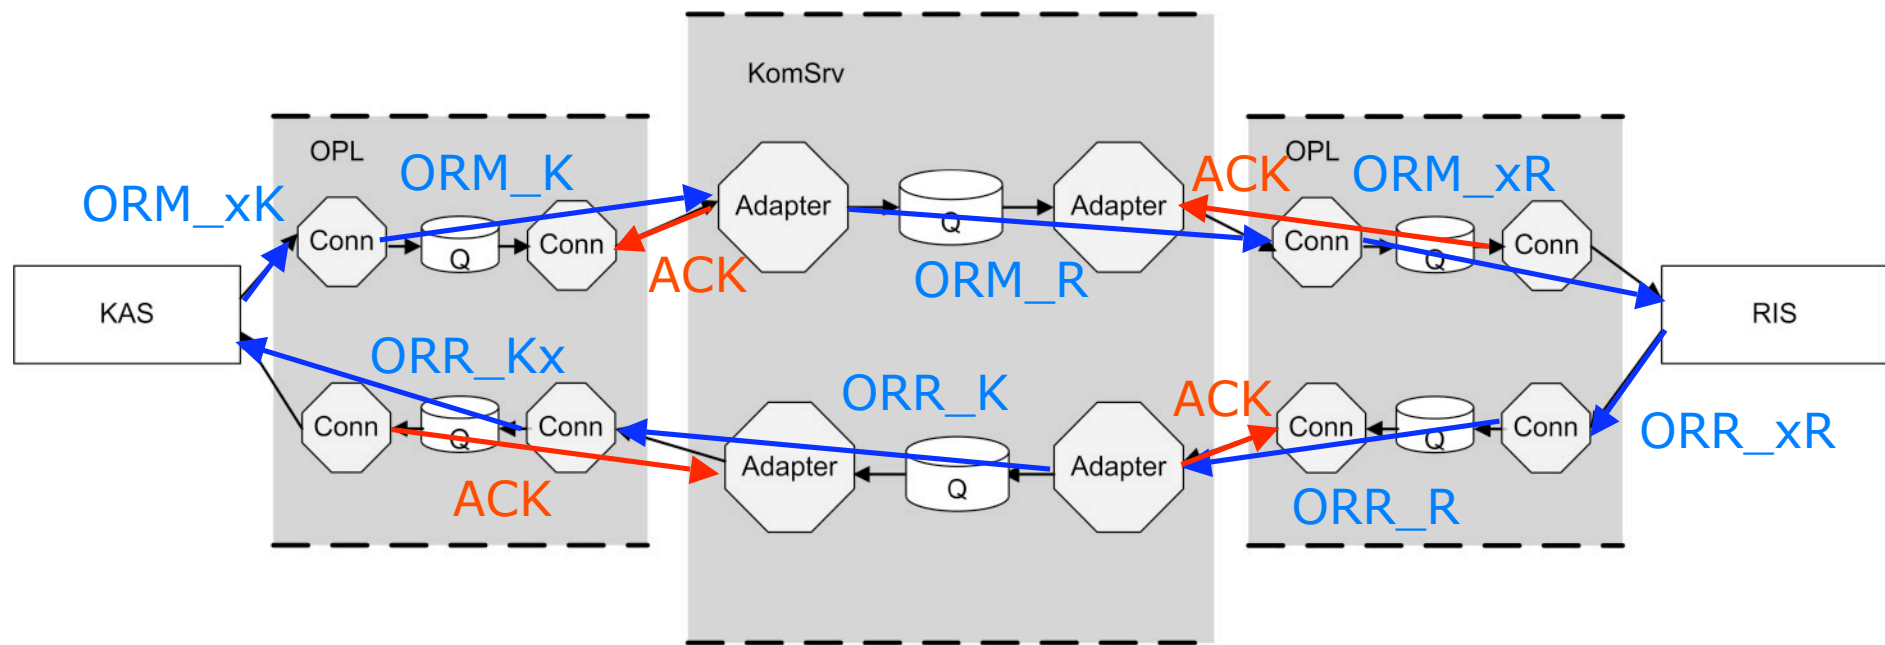 KomSrv
OPL
ORM_K
ACK
OPL
ORM_xR
ORM_xK
Conn
Q
Conn
Adapter
Q
Adapter
Conn
Q
Conn
ACK
ORM_R
KAS
RIS
ORR_Kx
ORR_K
ACK
Conn
Q
Conn
Adapter
Q
Adapter
Conn
Q
Conn
ORR_xR
ACK
ORR_R